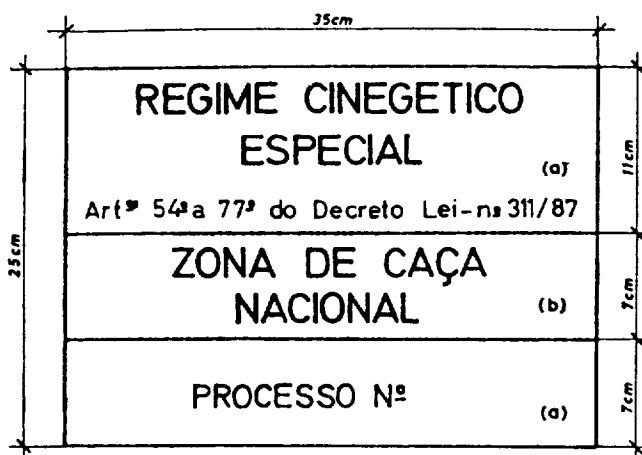 35cm
REGIME CINEGETICO
ESPECIAL
(a)
11cm
Artºs 54º a 77º do Decreto Lei-nº 311/87
25cm
ZONA DE CAÇA
NACIONAL
(b)
7cm
PROCESSO Nº
(a)
7cm